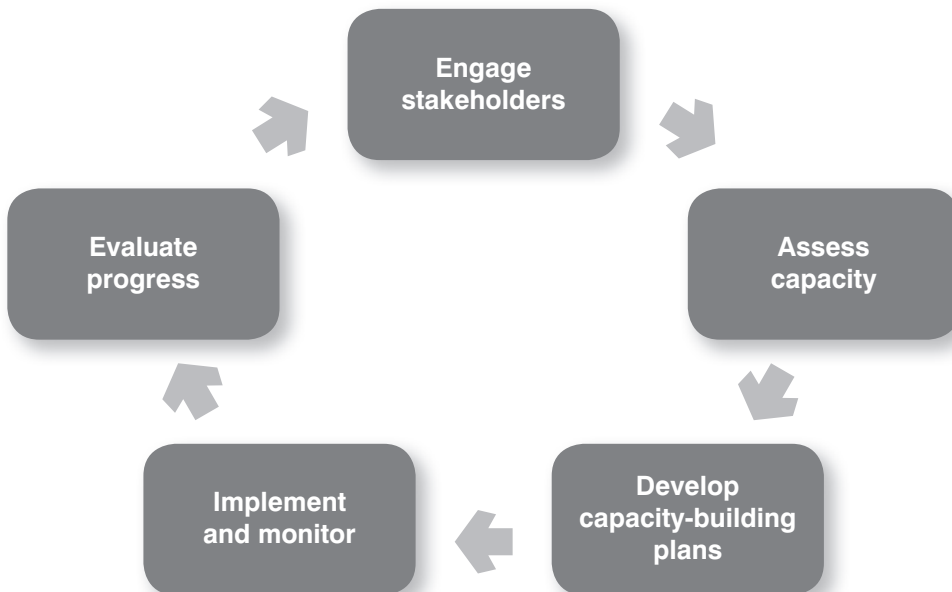 Engage
stakeholders
Assess
capacity
Develop
capacity-building
plans
Implement
and monitor
Evaluate
progress